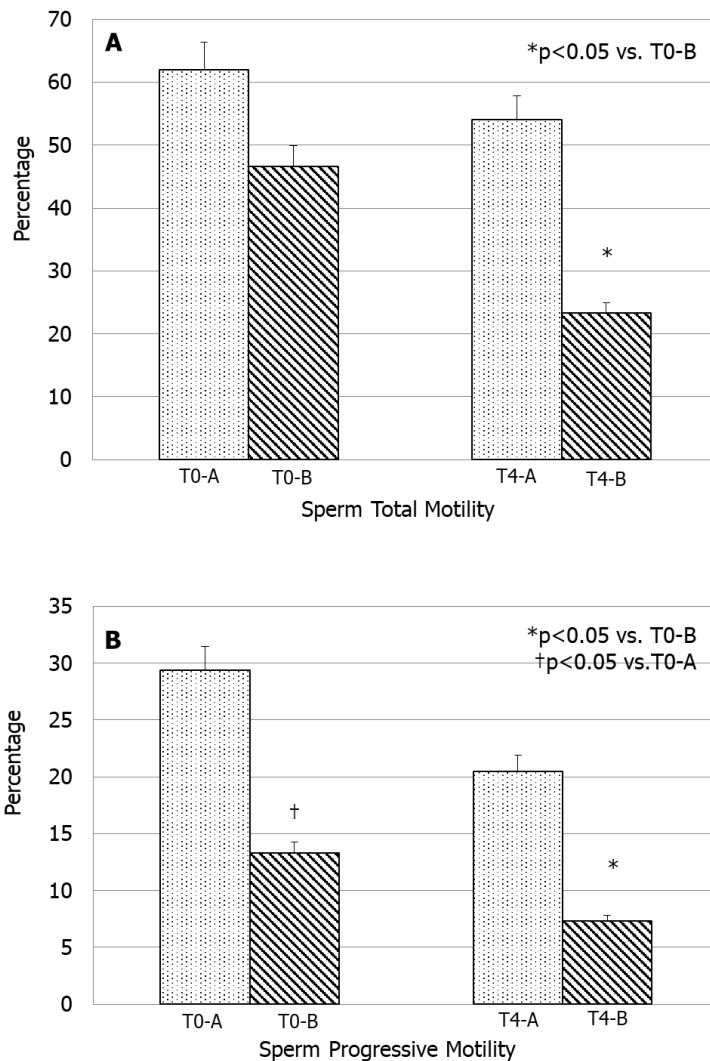 A
*p<0.05 vs. T0-B
70
60
50
40
30
20
10
0
Percentage
T0-A T0-B T4-A T4-B
Sperm Total Motility
B
*p<0.05 vs. T0-B
†p<0.05 vs.T0-A
35
30
25
20
15
10
5
0
Percentage
†
*
T0-A T0-B T4-A T4-B
Sperm Progressive Motility